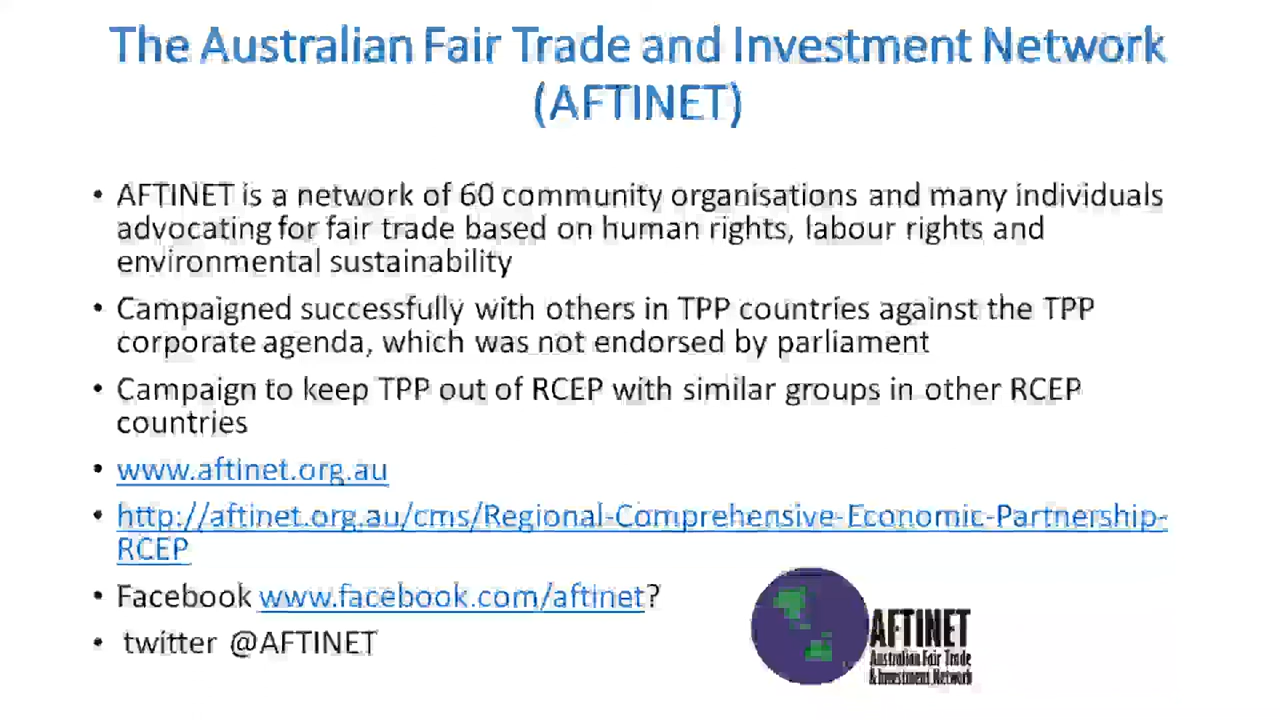 The Australian Fair Trade and Investment Network
(AFTINET)
• AFTINET is a network of 60 community organisations and many individuals
advocating for fair trade based on human rights, labour rights and
environmental sustainability
• Campaigned successfully with others in TPP countries against the TPP
corporate agenda, which was not endorsed by parliament
• Campaign to keep TPP out of RCEP with similar groups in other RCEP
countries
• www.aftinet.org.au
• http://aftinet.org.au/cms/Regional-Comprehensive-Economic-Partnership-
RCEP
• Facebook www.facebook.com/aftinet?
• twitter @AFTINET
AFTINET
Australian Fair Trade
& Investment Network